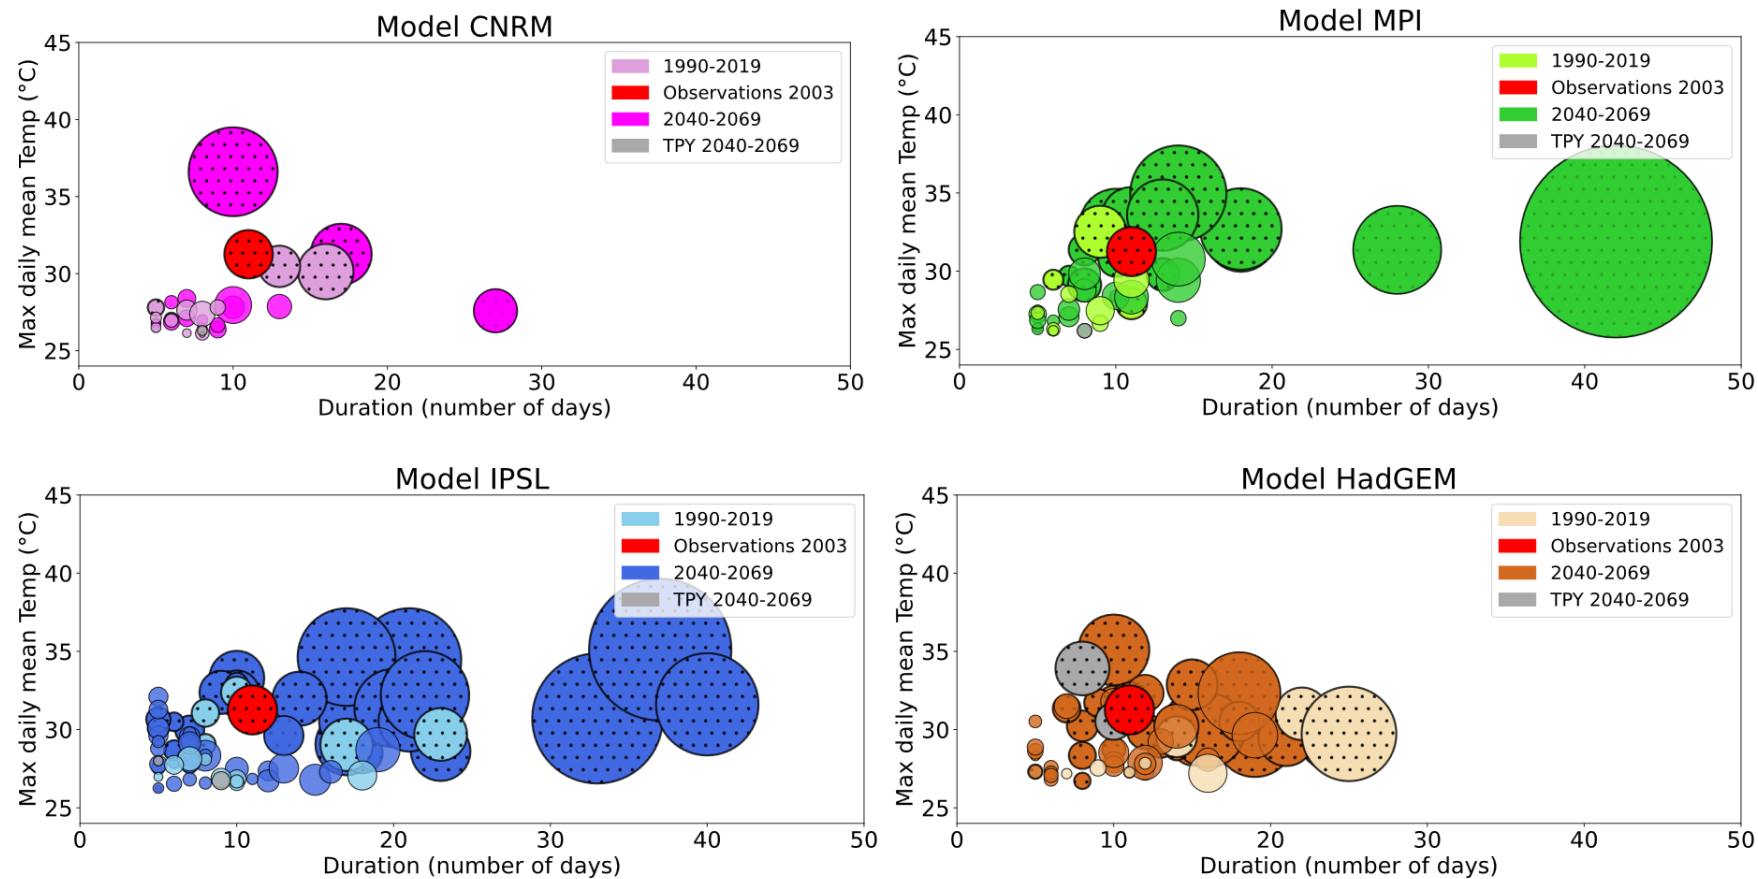 Model CNRM
Max daily mean Temp (°C)
45
40
35
30
25
1990-2019
Observations 2003
2040-2069
TPY 2040-2069
0 10 20 30 40 50
Duration (number of days)
Model MPI
Max daily mean Temp (°C)
45
40
35
30
25
1990-2019
Observations 2003
2040-2069
TPY 2040-2069
0 10 20 30 40 50
Duration (number of days)
Model IPSL
Max daily mean Temp (°C)
45
40
35
30
25
1990-2019
Observations 2003
2040-2069
TPY 2040-2069
0 10 20 30 40 50
Duration (number of days)
Model HadGEM
Max daily mean Temp (°C)
45
40
35
30
25
1990-2019
Observations 2003
2040-2069
TPY 2040-2069
0 10 20 30 40 50
Duration (number of days)